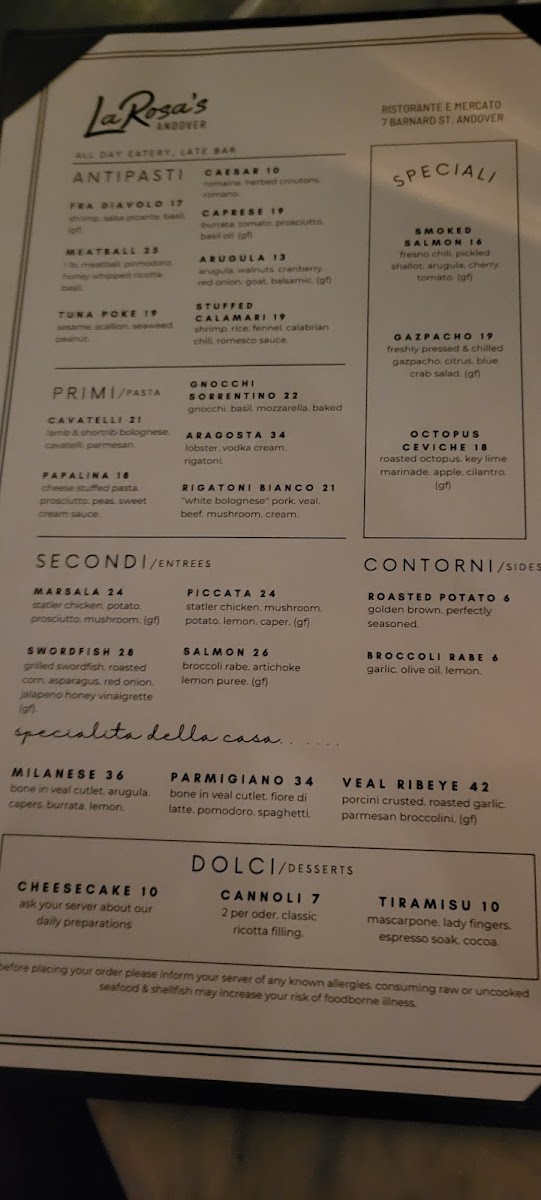 LaRosa's
ANDOVER
RISTORANTE E MERCATO
7 BARNARD ST. ANDOVER
ALL DAY EATERY, LATE BAR
ANTIPASTI
FRA DIAVOLO 17
shrimp, salsa picante, basil,
(gf)
MEATBALL 23
1 lb. meatball, pomodoro,
honey whipped ricotta,
basil.
TUNA POKE 19
sesame, scallion, seaweed,
peanut.
CAESAR 10
romaine, herbed croutons,
romano.
CAPRESE 19
burrata, tomato, prosciutto,
basil oil. (gf)
ARUGULA 13
arugula, walnuts, cranberry,
red onion, goat, balsamic. (gf)
STUFFED
CALAMARI 19
shrimp, rice, fennel, calabrian
chili, romesco sauce.
SPECIALI
SMOKED
SALMON 16
fresno chili, pickled
shallot, arugula, cherry
tomato. (gf)
GAZPACHO 19
freshly pressed & chilled
gazpacho, citrus, blue
crab salad. (gf)
OCTOPUS
CEVICHE 18
roasted octopus, key lime
marinade, apple, cilantro.
(gf)
PRIMI/PASTA
CAVATELLI 21
lamb & shortrib bolognese,
cavatelli, parmesan.
PAPALINA 18
cheese stuffed pasta,
prosciutto, peas, sweet
cream sauce.
GNOCCHI
SORRENTINO 22
gnocchi, basil, mozzarella, baked
ARAGOSTA 34
lobster, vodka cream,
rigatoni.
RIGATONI BIANCO 21
"white bolognese" pork, veal,
beef, mushroom, cream.
SECONDI/ENTREES
MARSALA 24
statler chicken, potato,
prosciutto, mushroom. (gf)
SWORDFISH 28
grilled swordfish, roasted
corn, asparagus, red onion,
jalapeno honey vinaigrette
(gf).
PICCATA 24
statler chicken, mushroom,
potato, lemon, caper. (gf)
SALMON 26
broccoli rabe, artichoke
lemon puree. (gf)
CONTORNI/SIDES
ROASTED POTATO 6
golden brown, perfectly
seasoned.
BROCCOLI RABE 6
garlic, olive oil, lemon.
specialita della casa. . . . . .
MILANESE 36
bone in veal cutlet, arugula,
capers, burrata, lemon.
PARMIGIANO 34
bone in veal cutlet, fiore di
latte, pomodoro, spaghetti.
VEAL RIBEYE 42
porcini crusted, roasted garlic,
parmesan broccolini. (gf)
DOLCI/DESSERTS
CHEESECAKE 10
ask your server about our
daily preparations
CANNOLI 7
2 per oder, classic
ricotta filling.
TIRAMISU 10
mascarpone, lady fingers,
espresso soak, cocoa.
before placing your order please inform your server of any known allergies. consuming raw or uncooked
seafood & shellfish may increase your risk of foodborne illness.